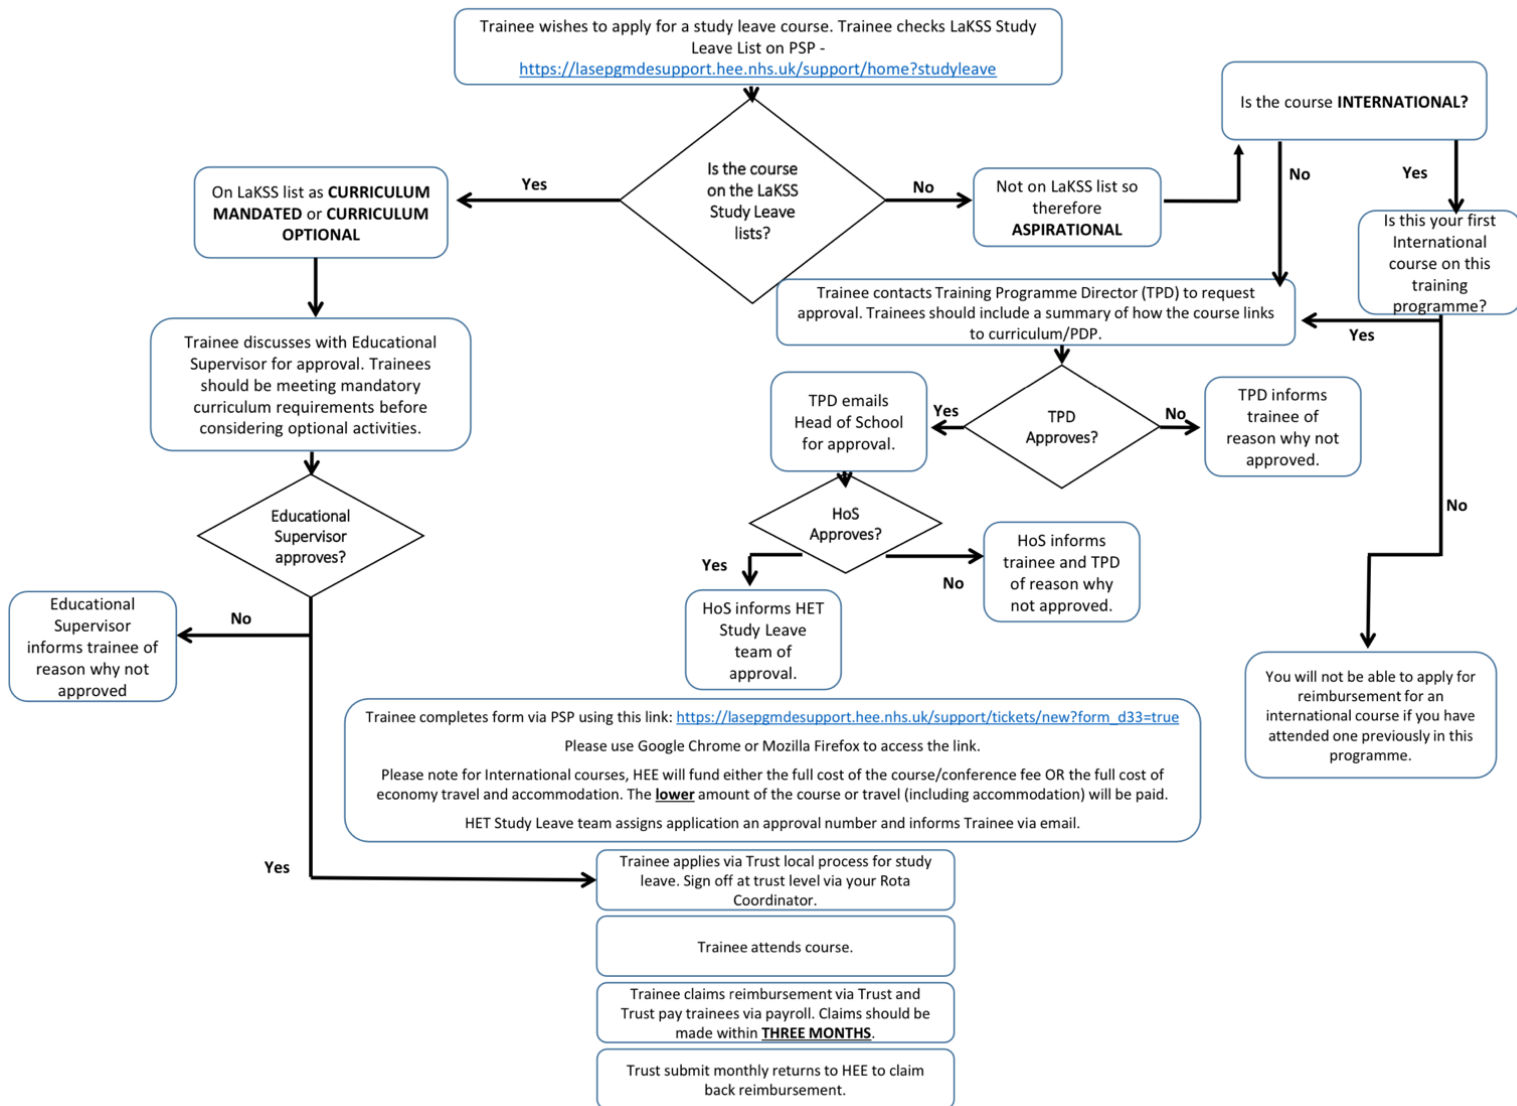 Trainee wishes to apply for a study leave course. Trainee checks LaKSS Study
Leave List on PSP -
https://lasepgmdesupport.hee.nhs.uk/support/home?studyleave
Is the course INTERNATIONAL?
Is the course
on the LaKSS
Study Leave
lists?
Yes
No
On LaKSS list as CURRICULUM
MANDATED or CURRICULUM
OPTIONAL
Not on LaKSS list so
therefore
ASPIRATIONAL
No
Yes
Is this your first
International
course on this
training
programme?
Trainee contacts Training Programme Director (TPD) to request
approval. Trainees should include a summary of how the course links
to curriculum/PDP.
Yes
Trainee discusses with Educational
Supervisor for approval. Trainees
should be meeting mandatory
curriculum requirements before
considering optional activities.
TPD emails
Head of School
for approval.
Yes
TPD
Approves?
No
TPD informs
trainee of
reason why not
approved.
Educational
Supervisor
approves?
HoS
Approves?
No
Yes
No
HoS informs
trainee and TPD
of reason why
not approved.
Educational
Supervisor
informs trainee of
reason why not
approved
No
HoS informs HET
Study Leave
team of
approval.
You will not be able to apply for
reimbursement for an
international course if you have
attended one previously in this
programme.
Trainee completes form via PSP using this link: https://lasepgmdesupport.hee.nhs.uk/support/tickets/new?form_d33=true
Please use Google Chrome or Mozilla Firefox to access the link.
Please note for International courses, HEE will fund either the full cost of the course/conference fee OR the full cost of
economy travel and accommodation. The lower amount of the course or travel (including accommodation) will be paid.
HET Study Leave team assigns application an approval number and informs Trainee via email.
Yes
Trainee applies via Trust local process for study
leave. Sign off at trust level via your Rota
Coordinator.
Trainee attends course.
Trainee claims reimbursement via Trust and
Trust pay trainees via payroll. Claims should be
made within THREE MONTHS.
Trust submit monthly returns to HEE to claim
back reimbursement.